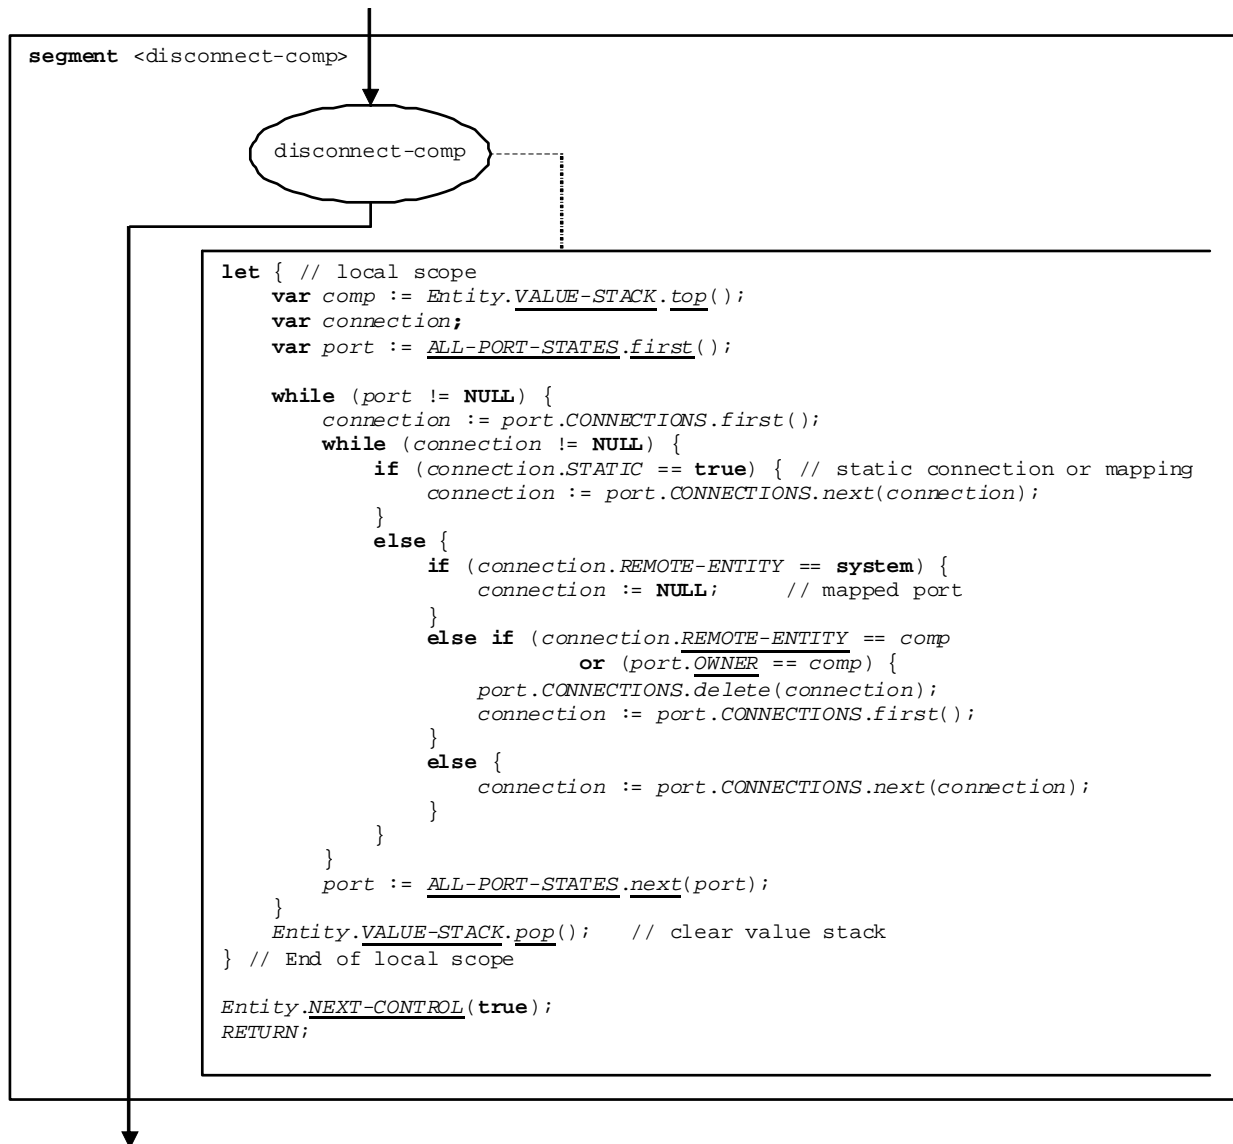 segment <disconnect-comp>
disconnect-comp
let { // local scope
var comp := Entity.VALUE-STACK.top();
var connection;
var port := ALL-PORT-STATES.first();
while (port != NULL) {
connection := port.CONNECTIONS.first();
while (connection != NULL) {
if (connection.STATIC == true) { // static connection or mapping
connection := port.CONNECTIONS.next(connection);
}
else {
if (connection.REMOTE-ENTITY == system) {
connection := NULL; // mapped port
}
else if (connection.REMOTE-ENTITY == comp
or (port.OWNER == comp) {
port.CONNECTIONS.delete(connection);
connection := port.CONNECTIONS.first();
}
else {
connection := port.CONNECTIONS.next(connection);
}
}
}
port := ALL-PORT-STATES.next(port);
}
Entity.VALUE-STACK.pop(); // clear value stack
} // End of local scope
Entity.NEXT-CONTROL(true);
RETURN;